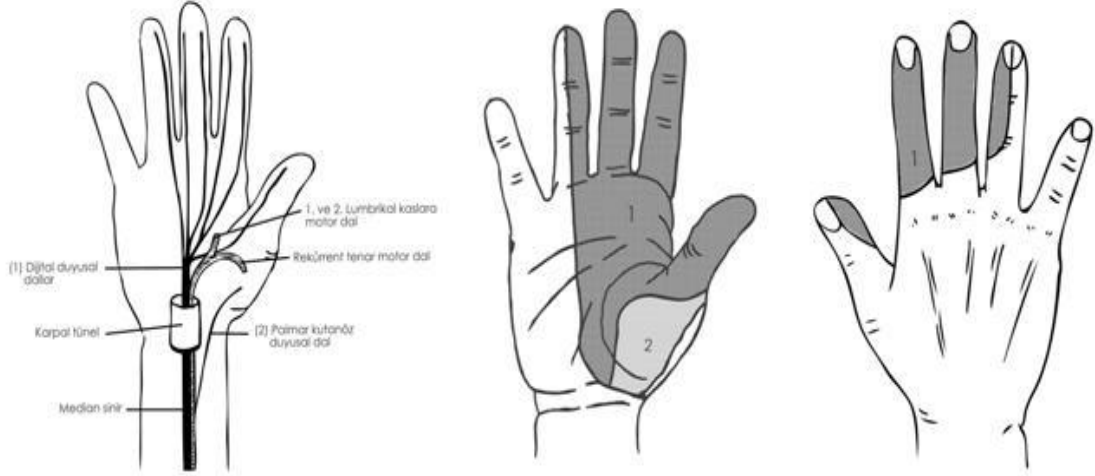 1. ve 2. Lumbrikal kaslara
motor dal
Rekürrent tenar motor dal
(1) Dijital duyusal
dallar
Karpal tünel
(2) Palmar kutanöz
duyusal dal
Median sinir
1
2
1